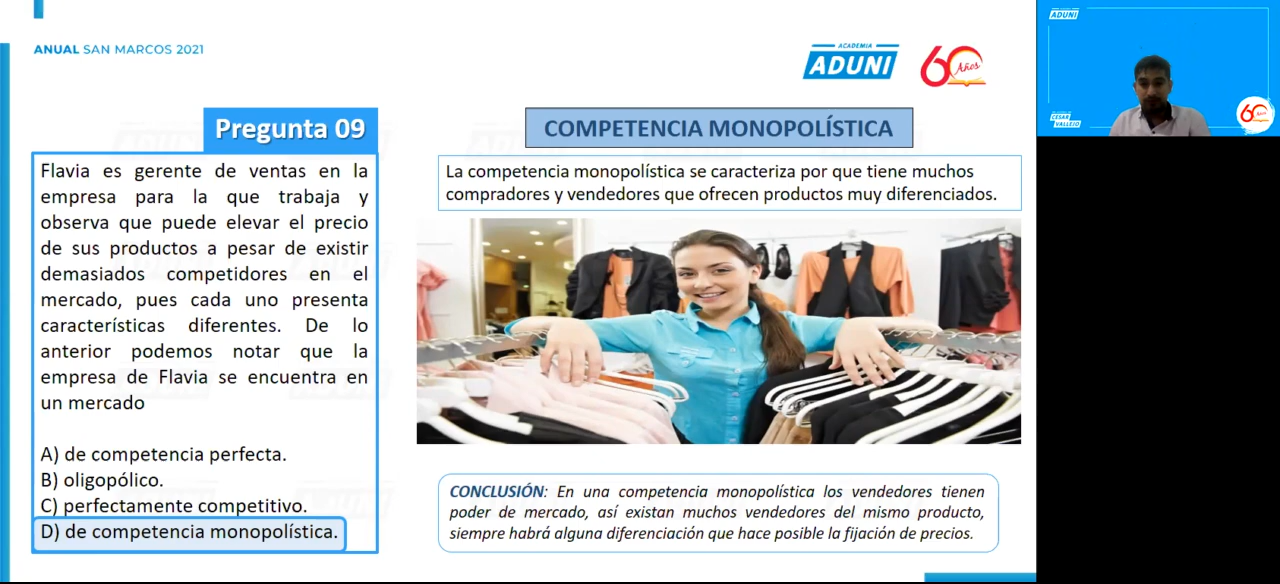 ANUAL SAN MARCOS 2021
ACADEMIA
ADUNI
60 Años
Pregunta 09
Flavia es gerente de ventas en la
empresa para la que trabaja y
observa que puede elevar el precio
de sus productos a pesar de existir
demasiados competidores en el
mercado, pues cada uno presenta
características diferentes. De lo
anterior podemos notar que la
empresa de Flavia se encuentra en
un mercado
A) de competencia perfecta.
B) oligopólico.
C) perfectamente competitivo.
D) de competencia monopolística.
COMPETENCIA MONOPOLÍSTICA
La competencia monopolística se caracteriza por que tiene muchos
compradores y vendedores que ofrecen productos muy diferenciados.
CONCLUSIÓN: En una competencia monopolística los vendedores tienen
poder de mercado, así existan muchos vendedores del mismo producto,
siempre habrá alguna diferenciación que hace posible la fijación de precios.
ADUNI
CESAR
VALLEJO
60